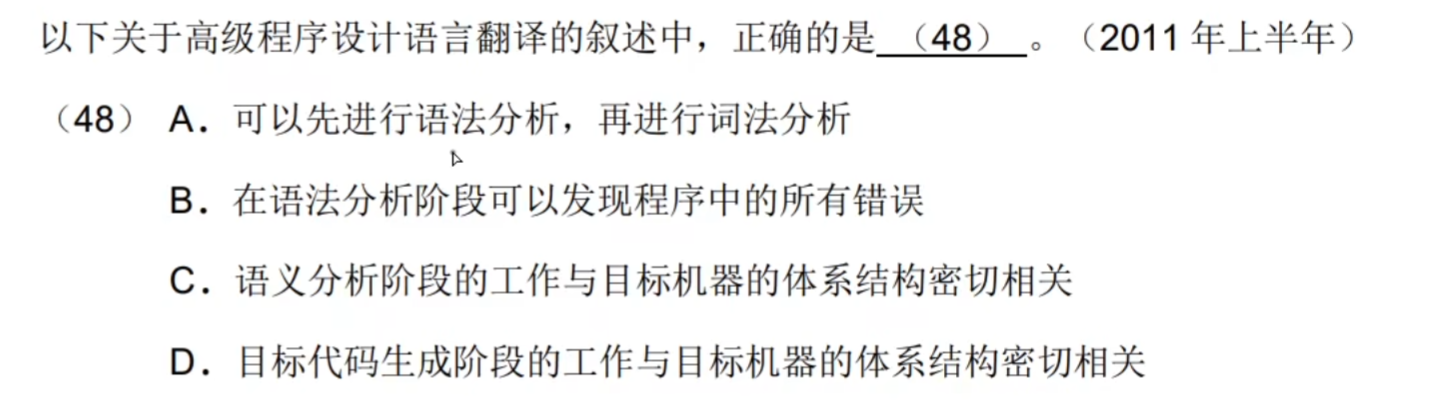 以下关于高级程序设计语言翻译的叙述中，正确的是 （48） 。（2011 年上半年）
（48） A．可以先进行语法分析，再进行词法分析
B．在语法分析阶段可以发现程序中的所有错误
C．语义分析阶段的工作与目标机器的体系结构密切相关
D．目标代码生成阶段的工作与目标机器的体系结构密切相关